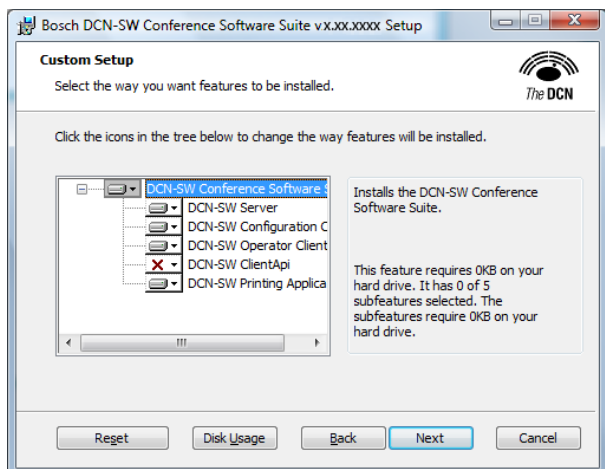 Bosch DCN-SW Conference Software Suite vx.xx.xxxx Setup
Custom Setup
Select the way you want features to be installed.
The DCN
Click the icons in the tree below to change the way features will be installed.
DCN-SW Conference Software S
DCN-SW Server
DCN-SW Configuration C
DCN-SW Operator Client
DCN-SW ClientApi
DCN-SW Printing Applica
Installs the DCN-SW Conference
Software Suite.
This feature requires 0KB on your
hard drive. It has 0 of 5
subfeatures selected. The
subfeatures require 0KB on your
hard drive.
Reset
Disk Usage
Back
Next
Cancel